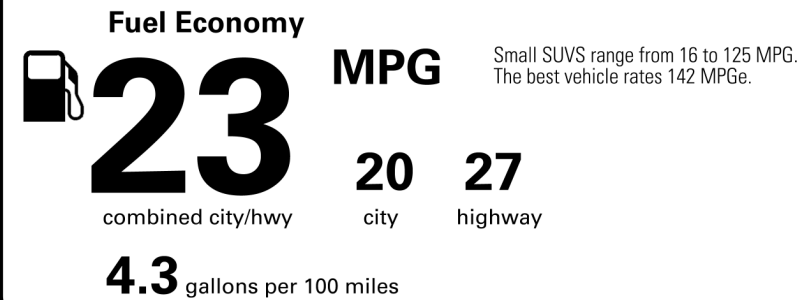 Fuel Economy
23
MPG
Small SUVS range from 16 to 125 MPG.
The best vehicle rates 142 MPGe.
20 27
combined city/hwy city highway
4.3 gallons per 100 miles